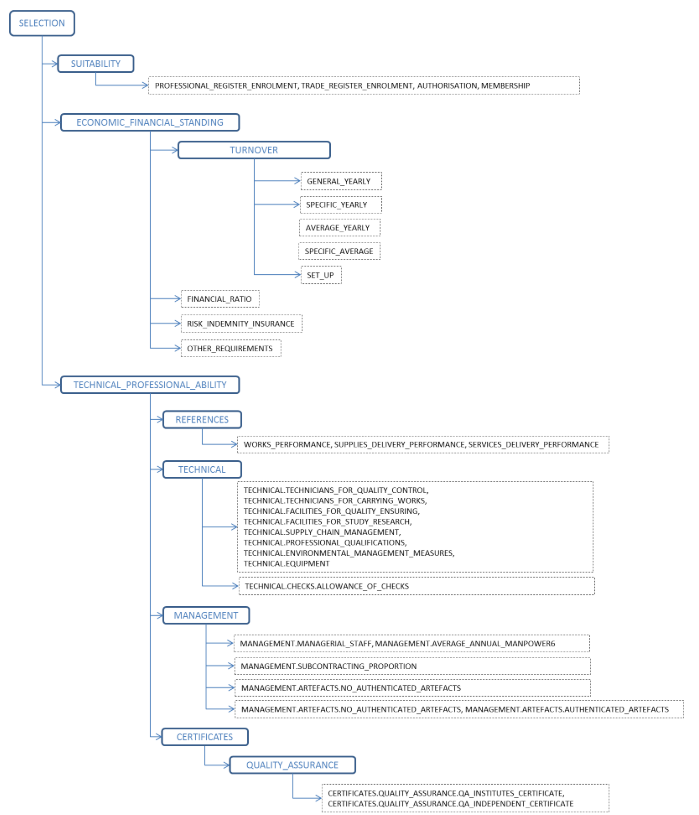 SELECTION
SUITABILITY
PROFESSIONAL_REGISTER_ENROLMENT, TRADE_REGISTER_ENROLMENT, AUTHORISATION, MEMBERSHIP
ECONOMIC_FINANCIAL_STANDING
TURNOVER
GENERAL_YEARLY
SPECIFIC_YEARLY
AVERAGE_YEARLY
SPECIFIC_AVERAGE
SET_UP
FINANCIAL_RATIO
RISK_INDEMNITY_INSURANCE
OTHER_REQUIREMENTS
TECHNICAL_PROFESSIONAL_ABILITY
REFERENCES
WORKS_PERFORMANCE, SUPPLIES_DELIVERY_PERFORMANCE, SERVICES_DELIVERY_PERFORMANCE
TECHNICAL
TECHNICAL.TECHNICIANS_FOR_QUALITY_CONTROL,
TECHNICAL.TECHNICIANS_FOR_CARRYING_WORKS,
TECHNICAL.FACILITIES_FOR_QUALITY_ENSURING,
TECHNICAL.FACILITIES_FOR_STUDY_RESEARCH,
TECHNICAL.SUPPLY_CHAIN_MANAGEMENT,
TECHNICAL.PROFESSIONAL_QUALIFICATIONS,
TECHNICAL.ENVIRONMENTAL_MANAGEMENT_MEASURES,
TECHNICAL.EQUIPMENT
TECHNICAL.CHECKS.ALLOWANCE_OF_CHECKS
MANAGEMENT
MANAGEMENT.MANAGERIAL_STAFF, MANAGEMENT.AVERAGE_ANNUAL_MANPOWER6
MANAGEMENT.SUBCONTRACTING_PROPORTION
MANAGEMENT.ARTEFACTS.NO_AUTHENTICATED_ARTEFACTS
MANAGEMENT.ARTEFACTS.NO_AUTHENTICATED_ARTEFACTS, MANAGEMENT.ARTEFACTS.AUTHENTICATED_ARTEFACTS
CERTIFICATES
QUALITY_ASSURANCE
CERTIFICATES.QUALITY_ASSURANCE.QA_INSTITUTES_CERTIFICATE,
CERTIFICATES.QUALITY_ASSURANCE.QA_INDEPENDENT_CERTIFICATE